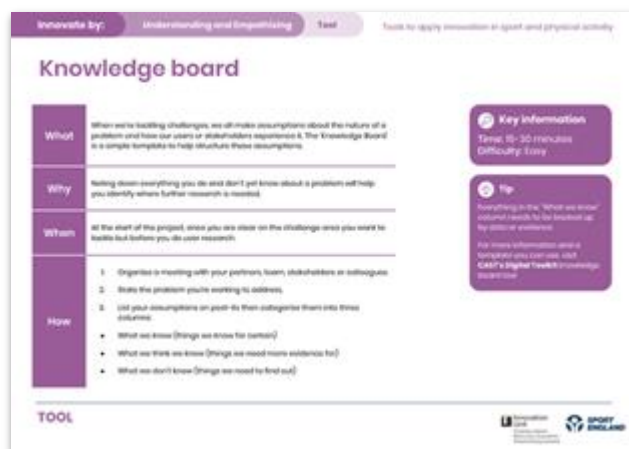 Innovate by:
Understanding and Empathising
Tool
Tools to apply innovation in sport and physical activity
Knowledge board
What
When we're tackling challenges, we all make assumptions about the nature of a
problem and how our users or stakeholders experience it. The 'Knowledge Board'
is a simple template to help structure these assumptions.
Why
Noting down everything you do and don't yet know about a problem will help
you identify where further research is needed.
When
At the start of the project, once you are clear on the challenge area you want to
tackle but before you do user research.
How
1. Organise a meeting with your partners, team, stakeholders or colleagues
2. State the problem you're working to address.
3. List your assumptions on post-its then categorise them into three
columns:
• What we know (things we know for certain)
• What we think we know (things we need more evidence for)
• What we don't know (things we need to find out)
Key information
Time: 15-30 minutes
Difficulty: Easy
Tip
Everything in the 'What we know'
column needs to be backed up
by data or evidence.
For more information and a
template you can use, visit
CAST's Digital Toolkit knowledge
board tool
TOOL
Innovation
Unit
SPORT
ENGLAND